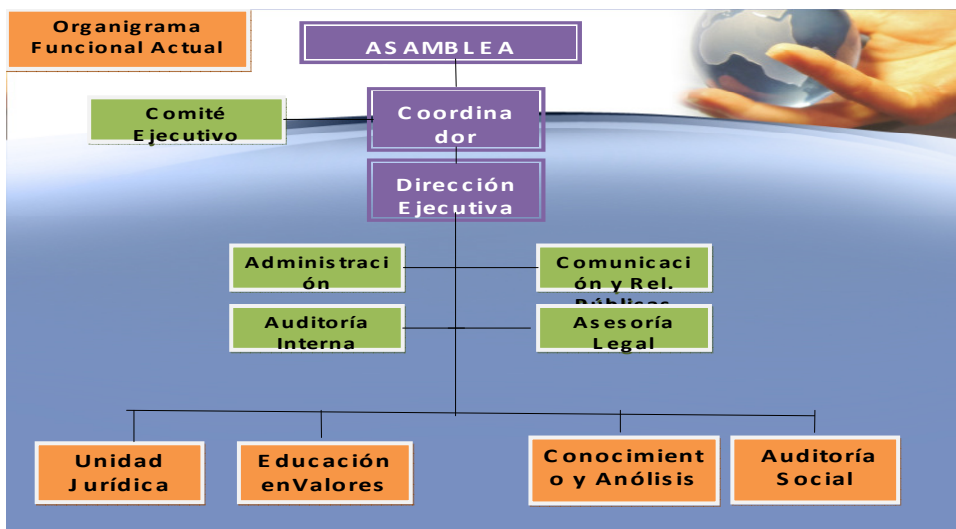 Organigrama
Funcional Actual
ASAMBLEA
Comité
Ejecutivo
Coordina
dor
Dirección
Ejecutiva
Administraci
ón
Comunicaci
ón y Rel.
Públicas
Auditoría
Interna
Asesoría
Legal
Unidad
Jurídica
Educación
enValores
Conocimient
o y Anólisis
Auditoría
Social